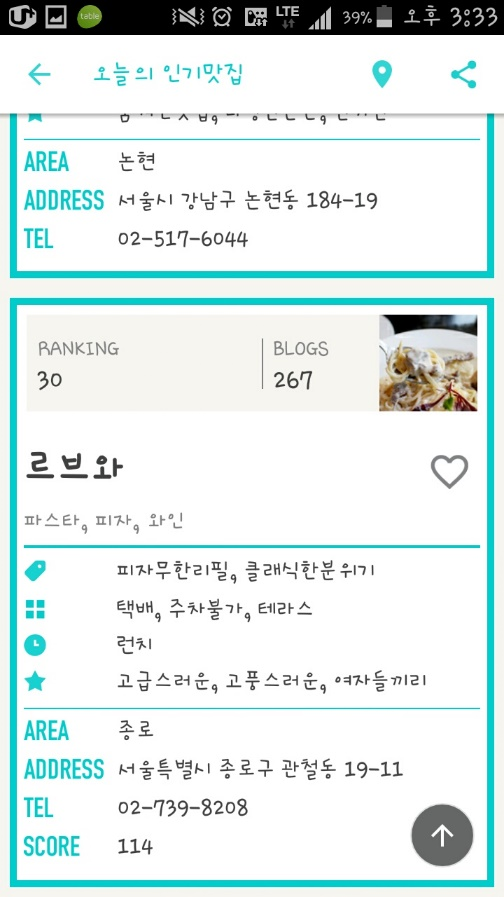 U+ table LTE 39% 오후 3:33
오늘의 인기맛집
AREA 논현
ADDRESS 서울시 강남구 논현동 184-19
TEL 02-517-6044
RANKING BLOGS
30 267
르브와
파스타, 피자, 와인
피자무한리필, 클래식한분위기
택배, 주차불가, 테라스
런치
고급스러운, 고풍스러운, 여자들끼리
AREA 종로
ADDRESS 서울특별시 종로구 관철동 19-11
TEL 02-739-8208
SCORE 114